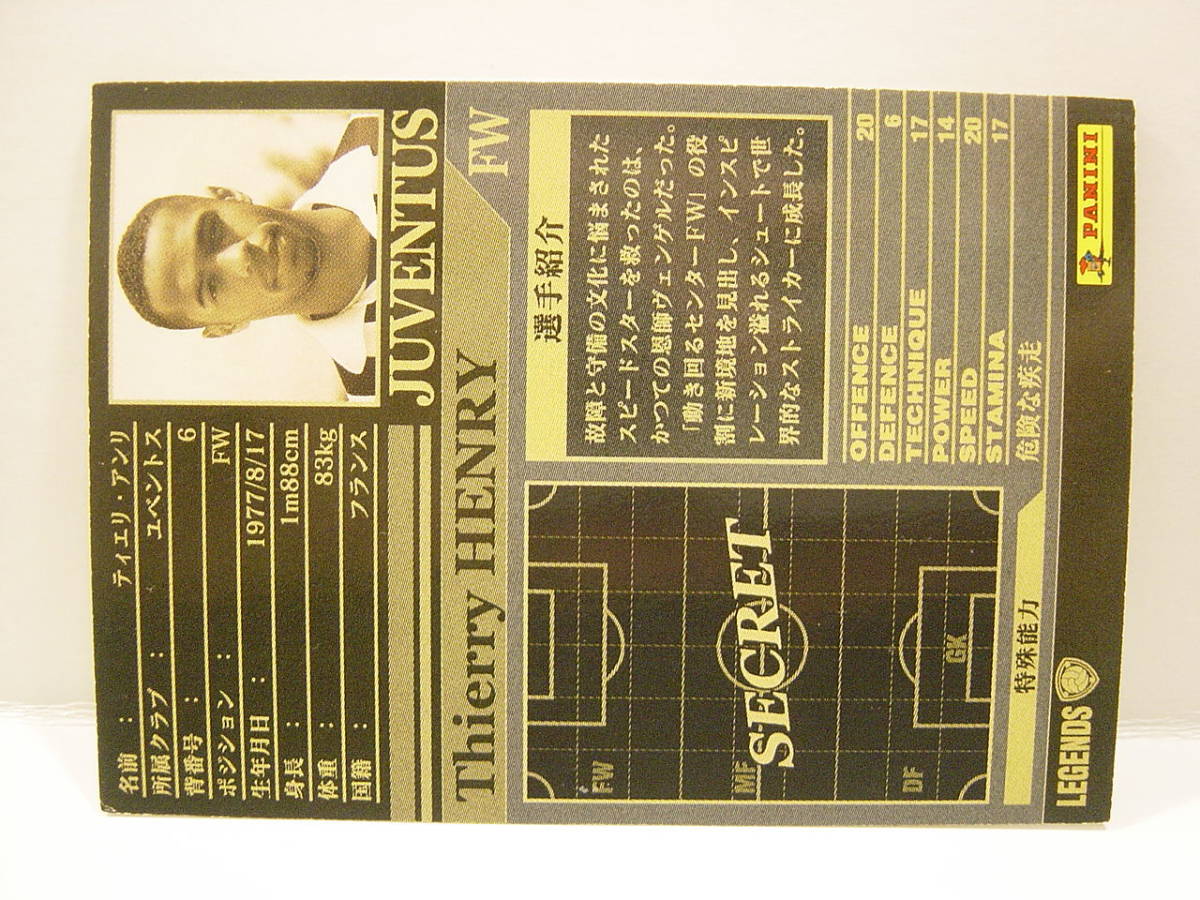 名前 : ティエリ・アンリ
所属クラブ : ユベントス
背番号 : 6
ポジション : FW
生年月日 : 1977/8/17
身長 : 1m88cm
体重 : 83kg
国籍 : フランス
JUVENTUS
Thierry HENRY FW
選手紹介
故障と守備の文化に悩まされた
スピードスターを救ったのは、
かつての恩師ヴェンゲルだった。
「動き回るセンターFW」の役
割に新境地を見出し、インスピ
レーション溢れるシュートで世
界的なストライカーに成長した。
FW
MF
SECRET
DF
GK
OFFENCE 20
DEFENCE 6
TECHNIQUE 17
POWER 14
SPEED 20
STAMINA 17
特殊能力 危険な疾走
LEGENDS
PANINI